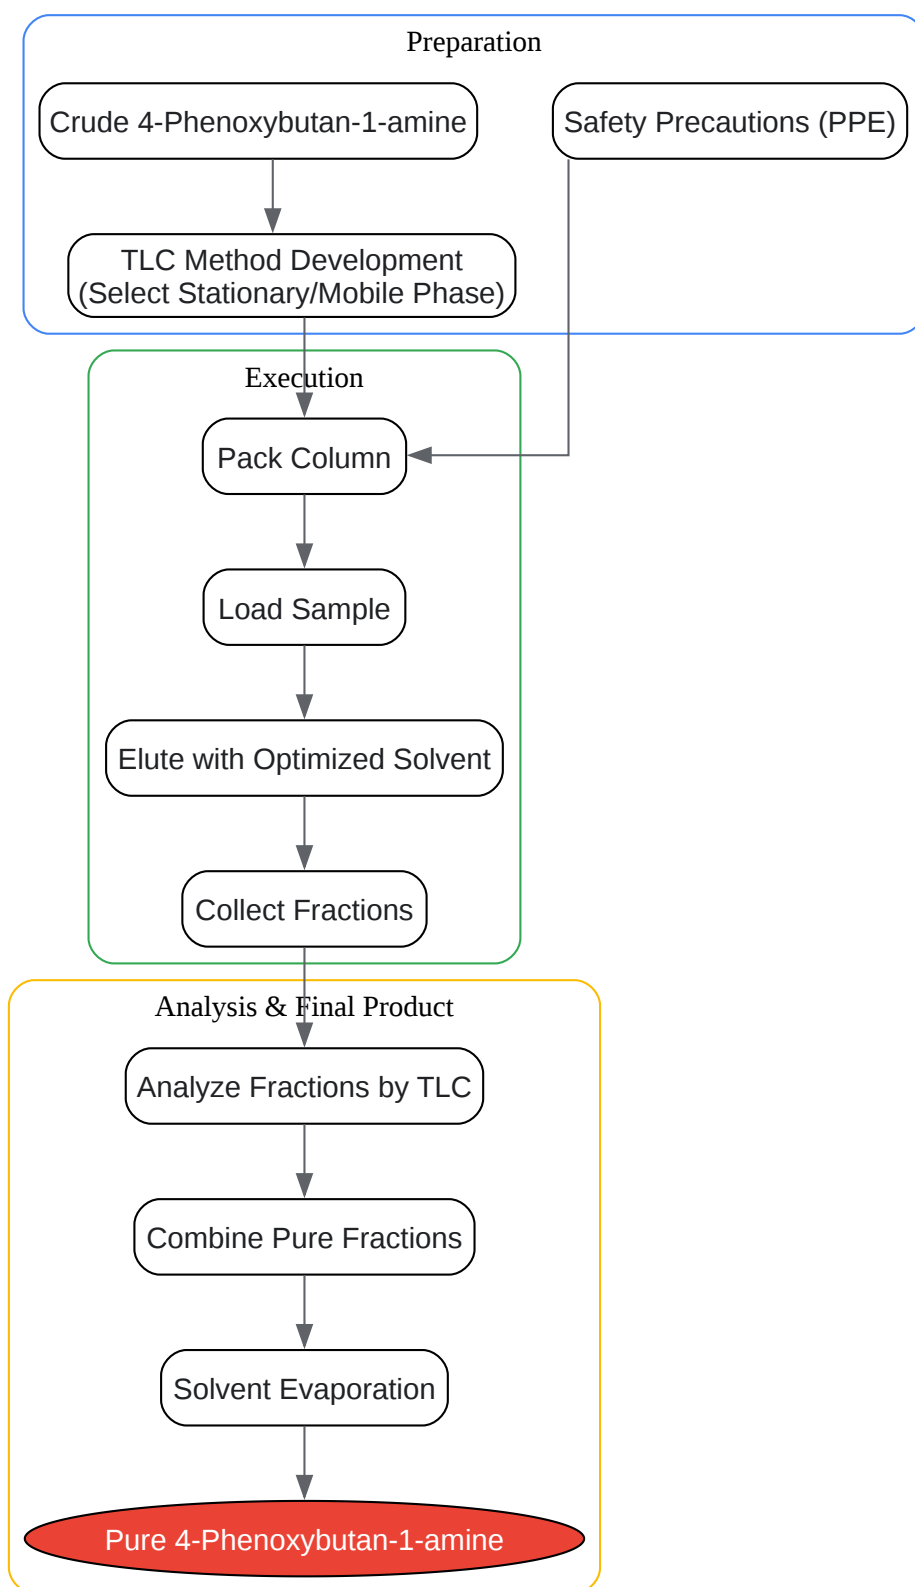 Preparation
Crude 4-Phenoxybutan-1-amine
Safety Precautions (PPE)
TLC Method Development
(Select Stationary/Mobile Phase)
Execution
Pack Column
Load Sample
Elute with Optimized Solvent
Collect Fractions
Analysis & Final Product
Analyze Fractions by TLC
Combine Pure Fractions
Solvent Evaporation
Pure 4-Phenoxybutan-1-amine